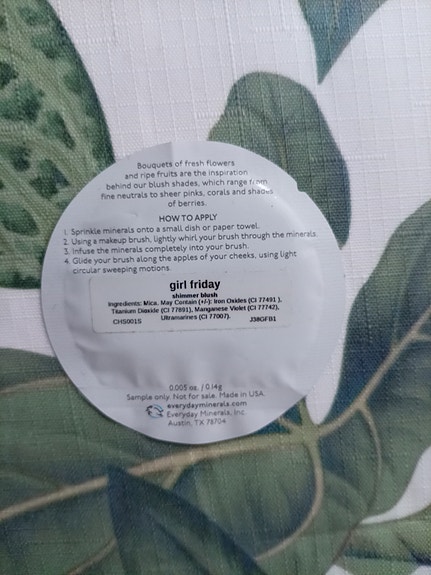 Bouquets of fresh flowers
and ripe fruits are the inspiration
behind our blush shades, which range from
fine neutrals to sheer pinks, corals and shades
of berries.
HOW TO APPLY
1. Sprinkle minerals onto a small dish or paper towel.
2. Using a makeup brush, lightly whirl your brush through the minerals.
3. Infuse the minerals completely into your brush.
4. Glide your brush along the apples of your cheeks, using light
circular sweeping motions.
girl friday
shimmer blush
Ingredients: Mica. May Contain (+/-): Iron Oxides (CI 77491 ),
Titanium Dioxide (CI 77891), Manganese Violet (CI 77742),
Ultramarines (CI 77007).
CHS001S J38GFB1
0.005 oz. / 0.14g
Sample only. Not for sale. Made in USA.
everydayminerals.com
Everyday Minerals, Inc.
Austin, TX 78704